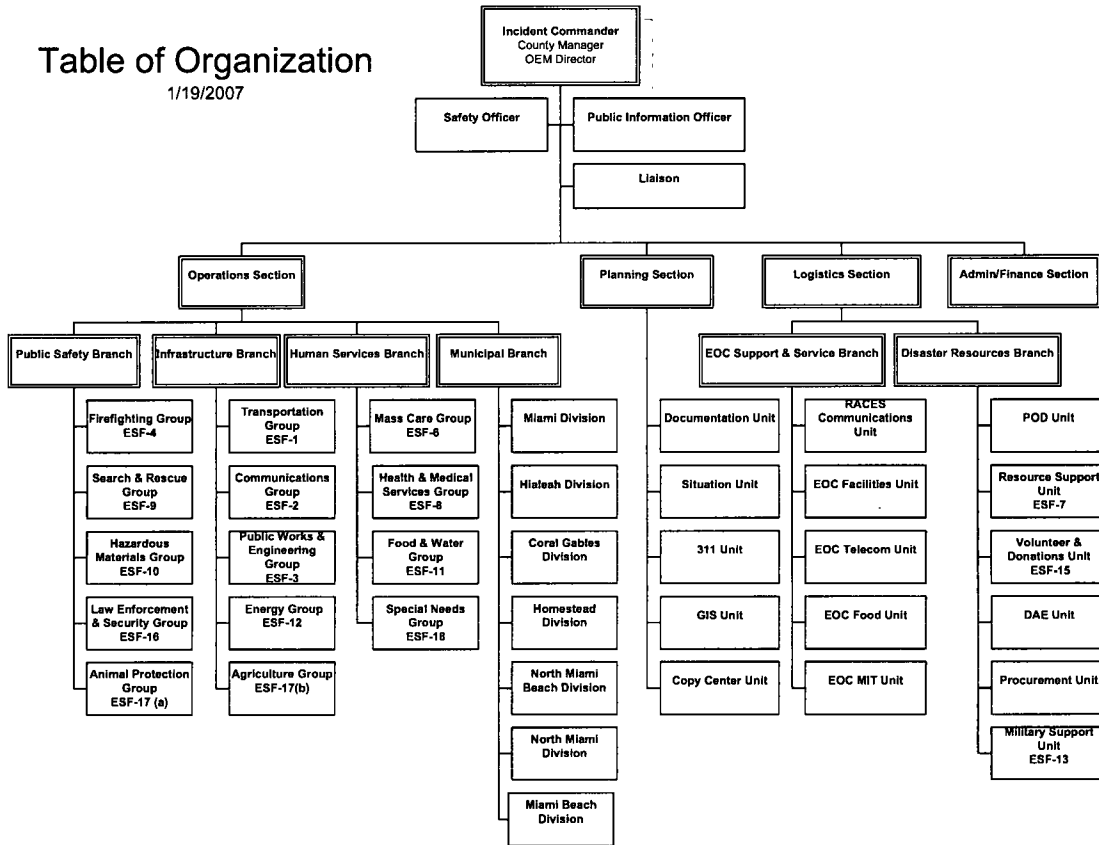 Table of Organization
1/19/2007
Incident Commander
County Manager
OEM Director
Safety Officer
Public Information Officer
Liaison
Operations Section
Planning Section
Logistics Section
Admin/Finance Section
Public Safety Branch
Infrastructure Branch
Human Services Branch
Municipal Branch
EOC Support & Service Branch
Disaster Resources Branch
Firefighting Group
ESF-4
Search & Rescue
Group
ESF-9
Hazardous
Materials Group
ESF-10
Law Enforcement
& Security Group
ESF-16
Animal Protection
Group
ESF-17 (a)
Transportation
Group
ESF-1
Communications
Group
ESF-2
Public Works &
Engineering
Group
ESF-3
Energy Group
ESF-12
Agriculture Group
ESF-17(b)
Mass Care Group
ESF-6
Health & Medical
Services Group
ESF-8
Food & Water
Group
ESF-11
Special Needs
Group
ESF-18
Miami Division
Hialeah Division
Coral Gables
Division
Homestead
Division
North Miami
Beach Division
North Miami
Division
Miami Beach
Division
Documentation Unit
Situation Unit
311 Unit
GIS Unit
Copy Center Unit
RACES
Communications
Unit
EOC Facilities Unit
EOC Telecom Unit
EOC Food Unit
EOC MIT Unit
POD Unit
Resource Support
Unit
ESF-7
Volunteer &
Donations Unit
ESF-15
DAE Unit
Procurement Unit
Military Support
Unit
ESF-13